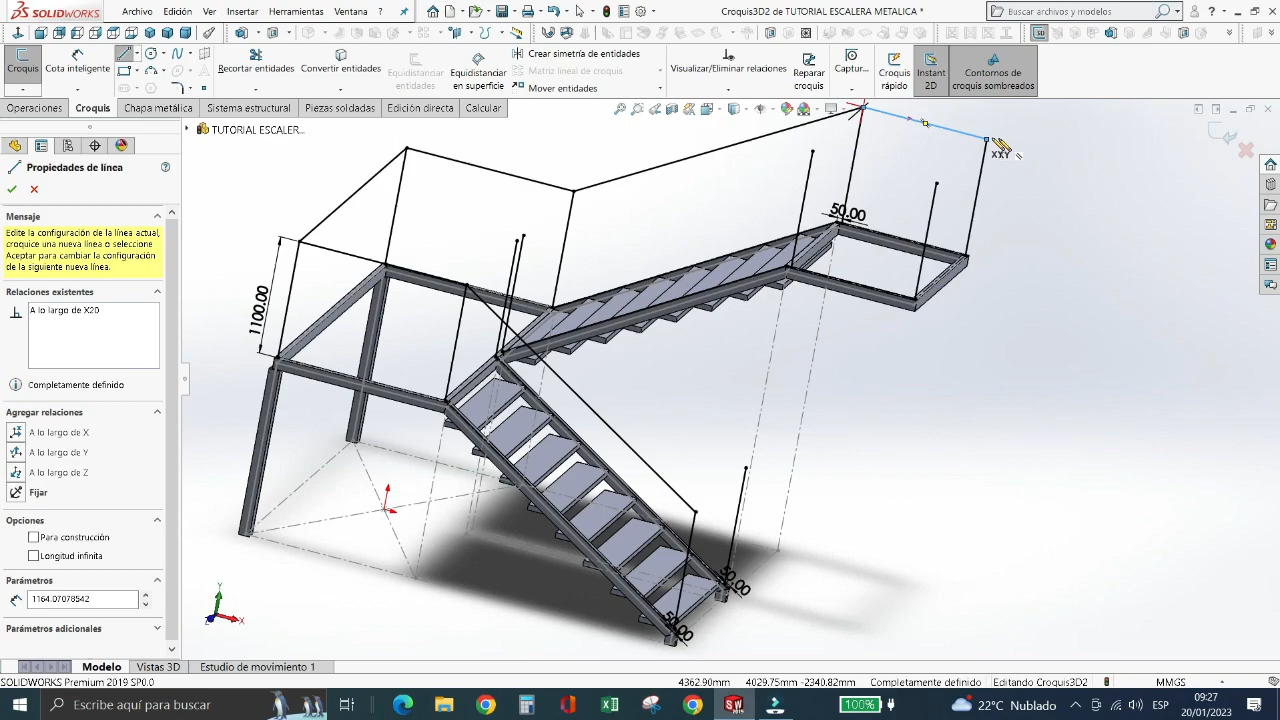 SOLIDWORKS
Archivo Edición Ver Insertar Herramientas Ventana ?
Croquis3D2 de TUTORIAL ESCALERA METALICA *
Buscar archivos y modelos
Croquis
Cota inteligente
Recortar entidades
Convertir entidades
Equidistanciar entidades
Equidistanciar en superficie
Crear simetría de entidades
Matriz lineal de croquis
Mover entidades
Visualizar/Eliminar relaciones
Reparar croquis
Captur...
Croquis rápido
Instant 2D
Contornos de croquis sombreados
Operaciones Croquis Chapa metálica Sistema estructural Piezas soldadas Edición directa Calcular
TUTORIAL ESCALER...
Propiedades de línea
Mensaje
Edite la configuración de la línea actual,
croquice una nueva línea o seleccione
Aceptar para cambiar la configuración
de la siguiente nueva línea.
Relaciones existentes
A lo largo de X20
Completamente definido
Agregar relaciones
A lo largo de X
A lo largo de Y
A lo largo de Z
Fijar
Opciones
Para construcción
Longitud infinita
Parámetros
1164.07078542
Parámetros adicionales
XY
50.00
1100.00
50.00
50.00
Y
X
Z
Modelo Vistas 3D Estudio de movimiento 1
SOLIDWORKS Premium 2019 SP0.0
4362.90mm 4029.75mm -2340.82mm Completamente definido Editando Croquis3D2 MMGS
Escribe aquí para buscar
100%
22°C Nublado
ESP
09:27
20/01/2023